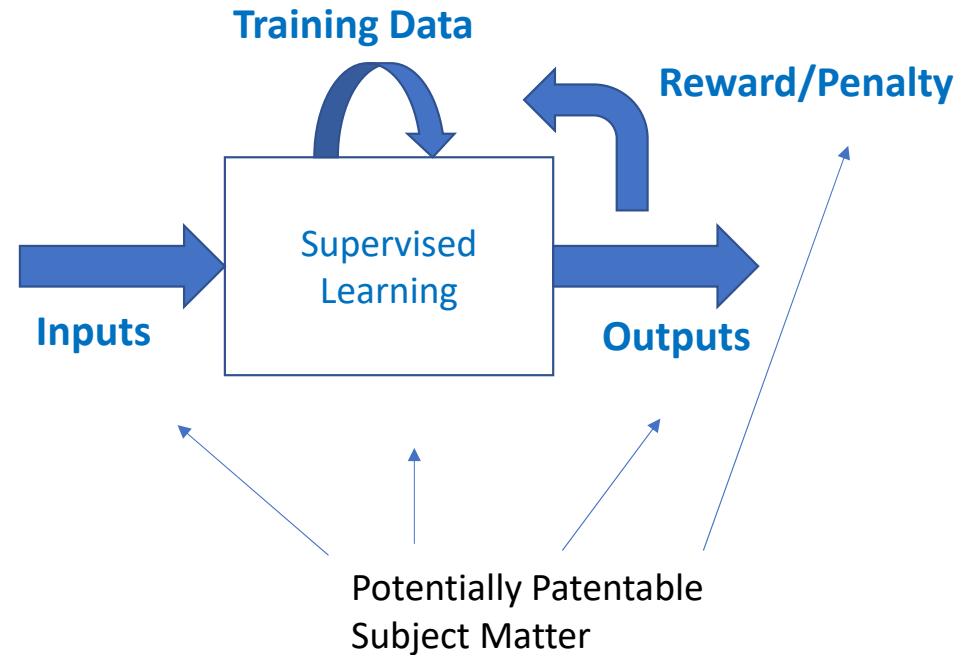 Training Data
Reward/Penalty
Supervised
Learning
Inputs
Outputs
Potentially Patentable
Subject Matter